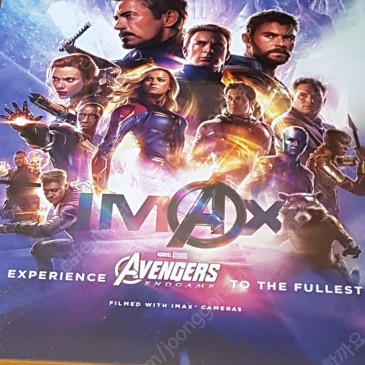 IMAX
MARVEL STUDIOS
EXPERIENCE AVENGERS TO THE FULLEST
ENDGAME
FILMED WITH IMAX® CAMERAS